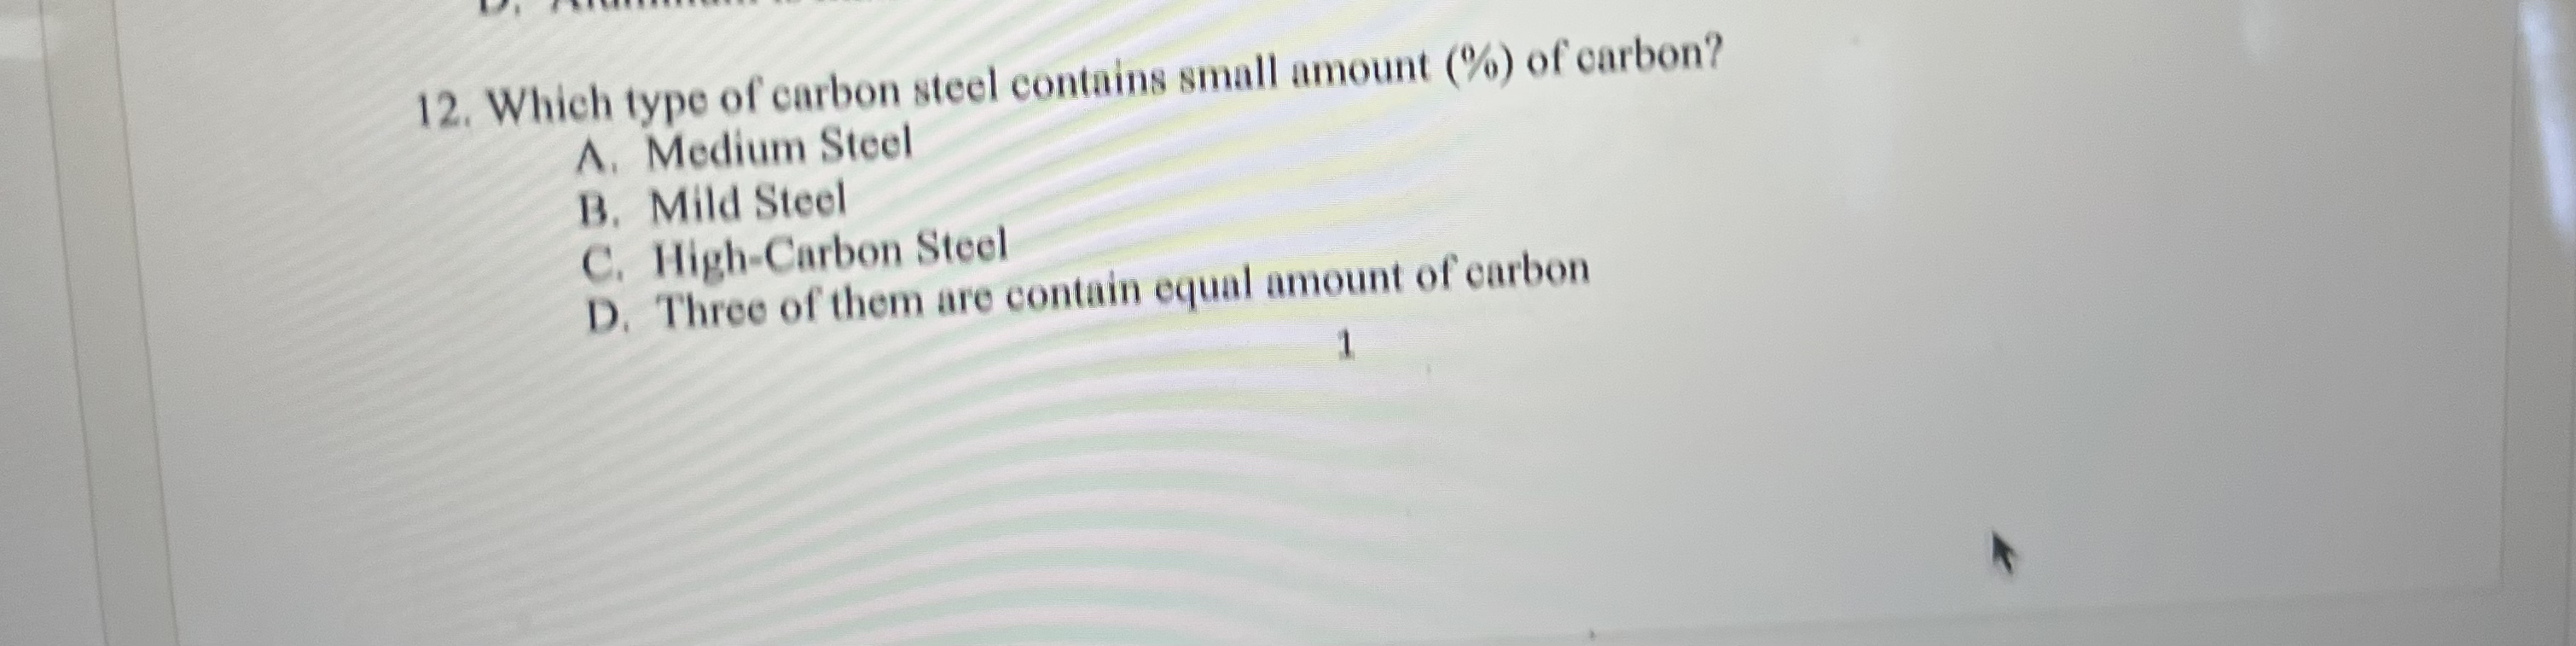 12. Which type of carbon steel contains small amount (%) of carbon?
A. Medium Steel
B. Mild Steel
C. High-Carbon Steel
D. Three of them are contain equal amount of carbon
1